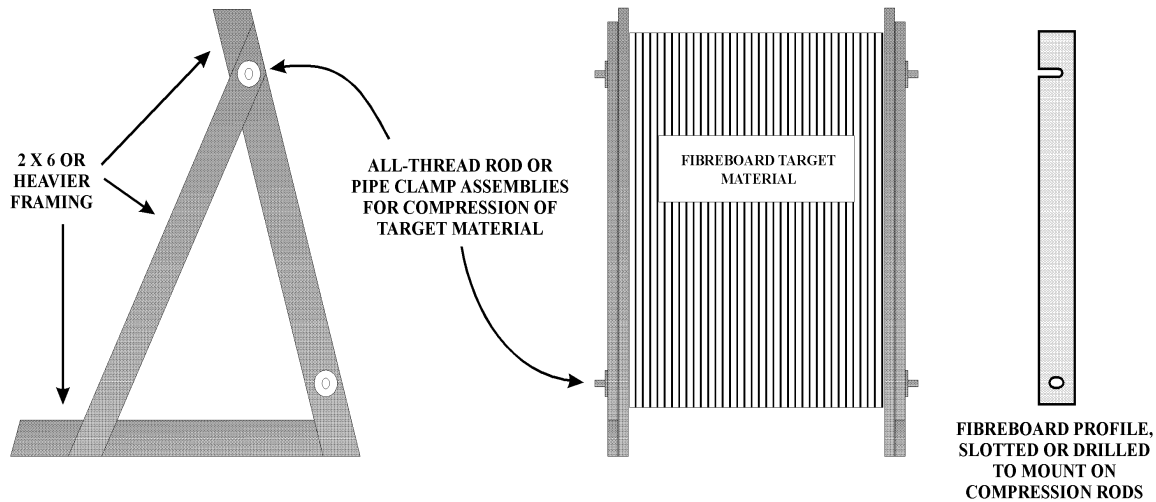 2 X 6 OR
HEAVIER
FRAMING
ALL-THREAD ROD OR
PIPE CLAMP ASSEMBLIES
FOR COMPRESSION OF
TARGET MATERIAL
FIBREBOARD TARGET
MATERIAL
FIBREBOARD PROFILE,
SLOTTED OR DRILLED
TO MOUNT ON
COMPRESSION RODS